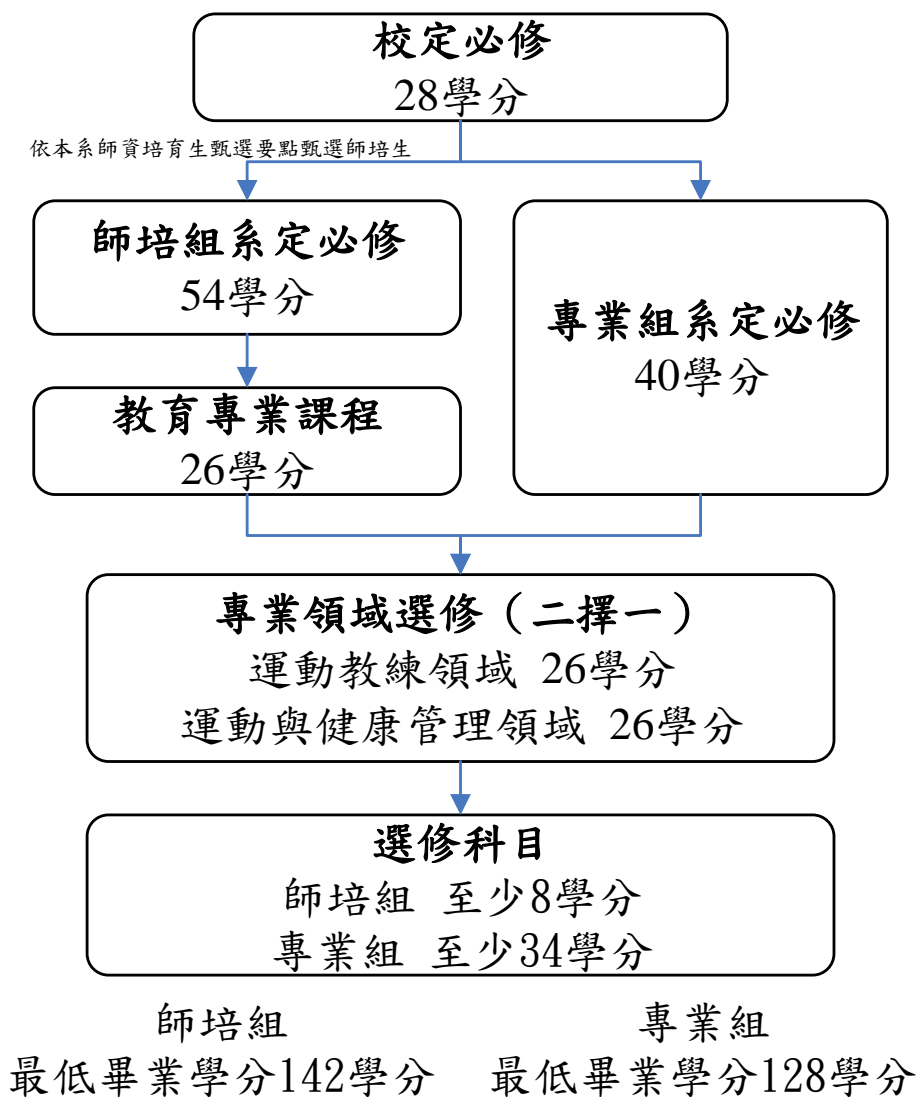 校定必修
28學分
依本系師資培育生甄選要點甄選師培生
師培組系定必修
54學分
專業組系定必修
40學分
教育專業課程
26學分
專業領域選修（二擇一）
運動教練領域 26學分
運動與健康管理領域 26學分
選修科目
師培組 至少8學分
專業組 至少34學分
師培組
最低畢業學分142學分
專業組
最低畢業學分128學分